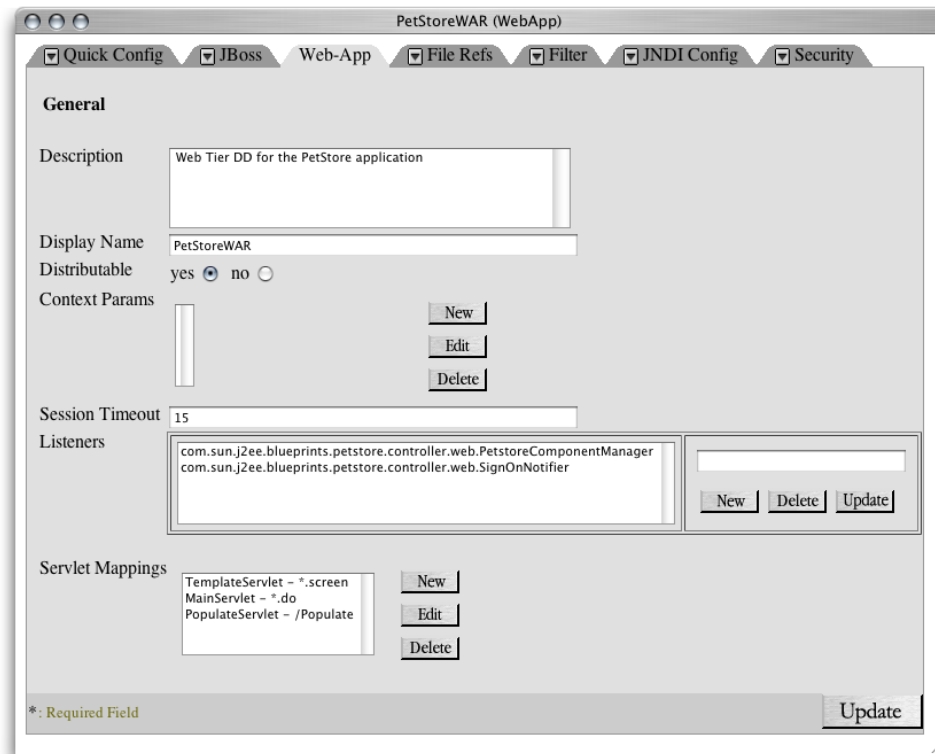 PetStoreWAR (WebApp)
Quick Config JBoss Web-App File Refs Filter JNDI Config Security
General
Description Web Tier DD for the PetStore application
Display Name PetStoreWAR
Distributable yes no
Context Params New
Edit
Delete
Session Timeout 15
Listeners
com.sun.j2ee.blueprints.petstore.controller.web.PetstoreComponentManager
com.sun.j2ee.blueprints.petstore.controller.web.SignOnNotifier
New Delete Update
Servlet Mappings
TemplateServlet – *.screen New
MainServlet – *.do
PopulateServlet – /Populate Edit
Delete
*: Required Field Update